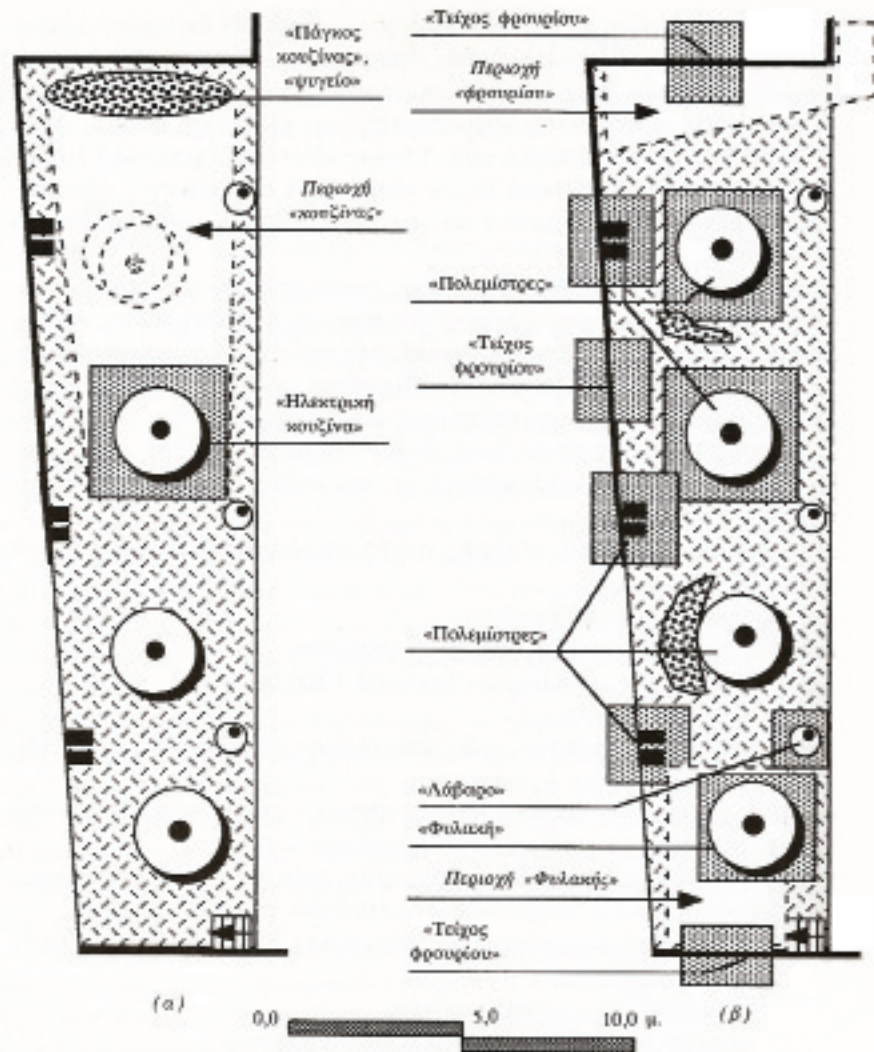 «Τείχος φρουρίου»
«Πάγκος
κουζίνας»,
«ψυγείο»
Περιοχή
«φρουρίου»
Περιοχή
«κουζίνας»
«Πολεμίστρες»
«Τείχος
φρουρίου»
«Ηλεκτρική
κουζίνα»
«Πολεμίστρες»
«Λάβαρο»
«Φυλακή»
Περιοχή «Φυλακής»
«Τείχος
φρουρίου»
(α)
0,0
5,0
10,0 μ.
(β)